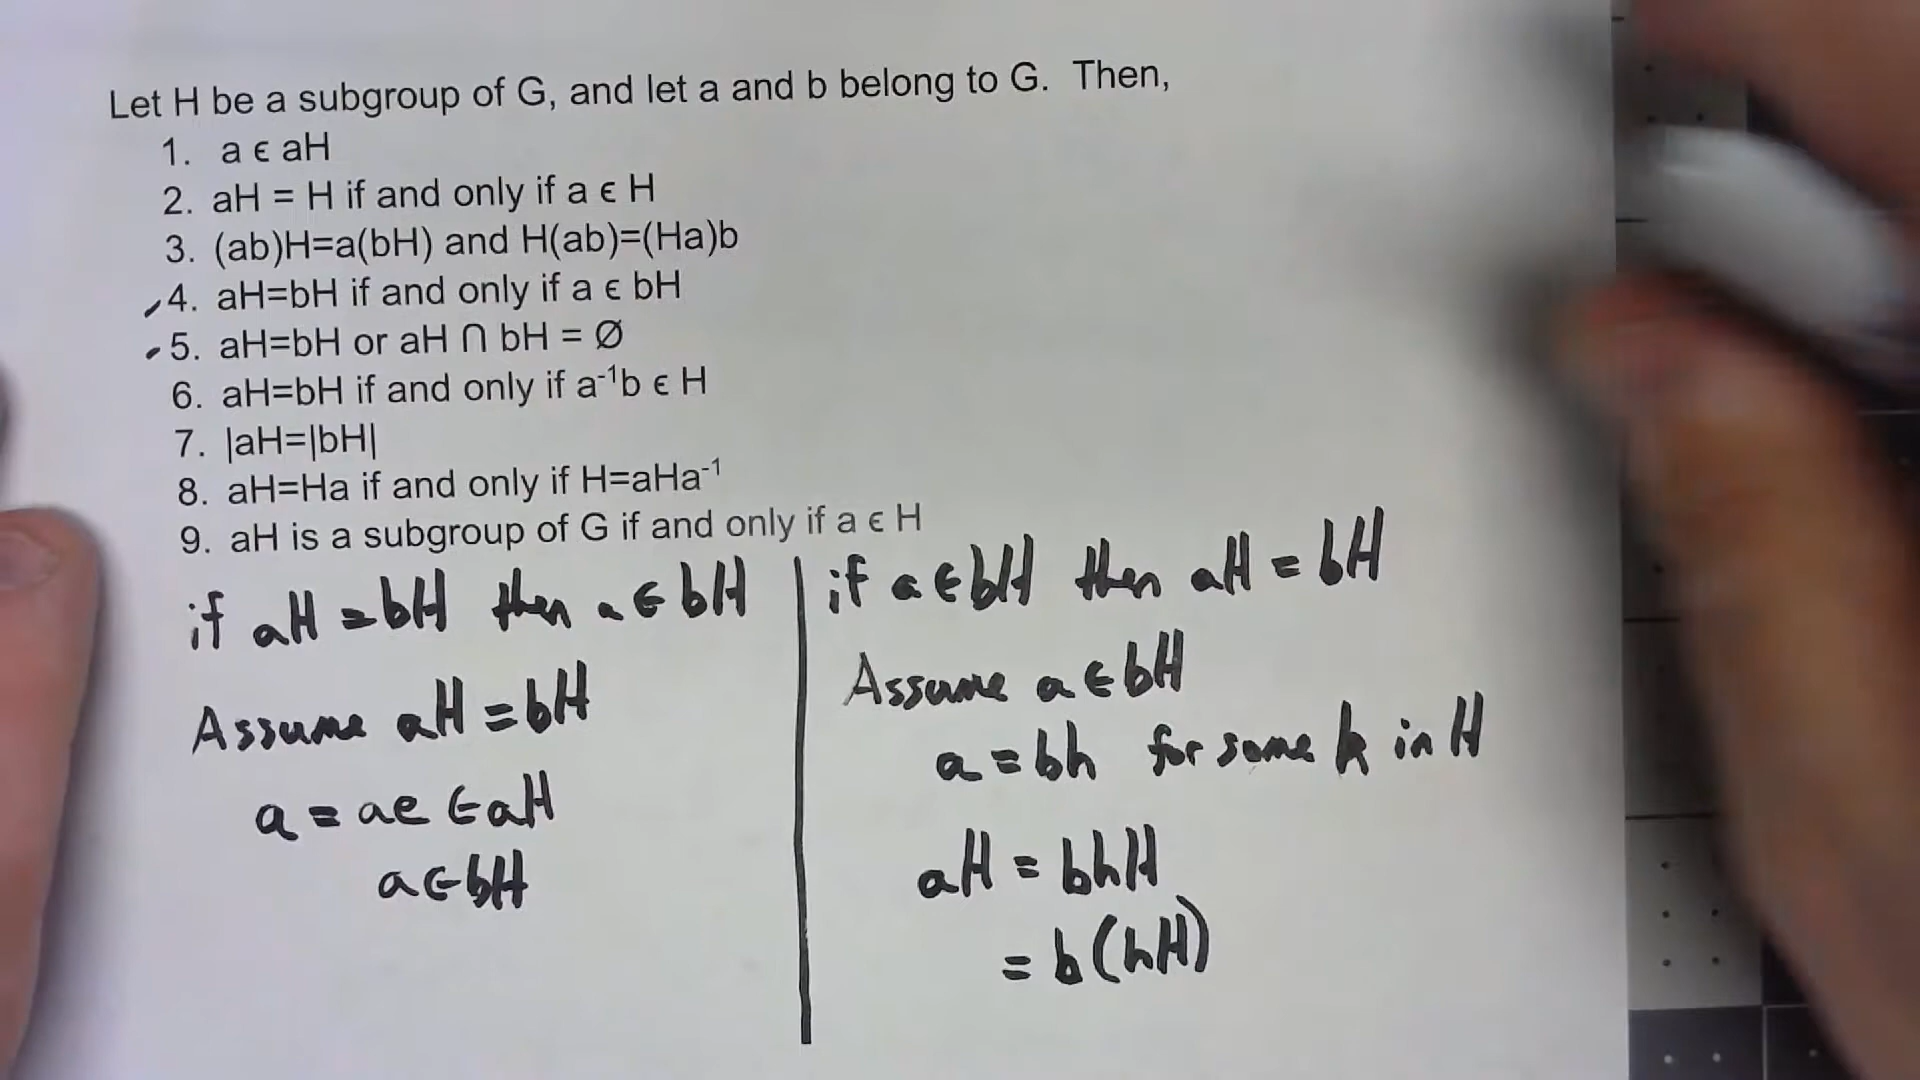 Let H be a subgroup of G, and let a and b belong to G. Then,
1. a ϵ aH
2. aH = H if and only if a ϵ H
3. (ab)H=a(bH) and H(ab)=(Ha)b
4. aH=bH if and only if a ϵ bH
5. aH=bH or aH ∩ bH = Ø
6. aH=bH if and only if a⁻¹b ϵ H
7. |aH=|bH|
8. aH=Ha if and only if H=aHa⁻¹
9. aH is a subgroup of G if and only if a ϵ H
if aH = bH then a ∈ bH
Assume aH = bH
a = ae ∈ aH
a ∈ bH
if a ∈ bH then aH = bH
Assume a ∈ bH
a = bh for some h in H
aH = bhH
= b(hH)